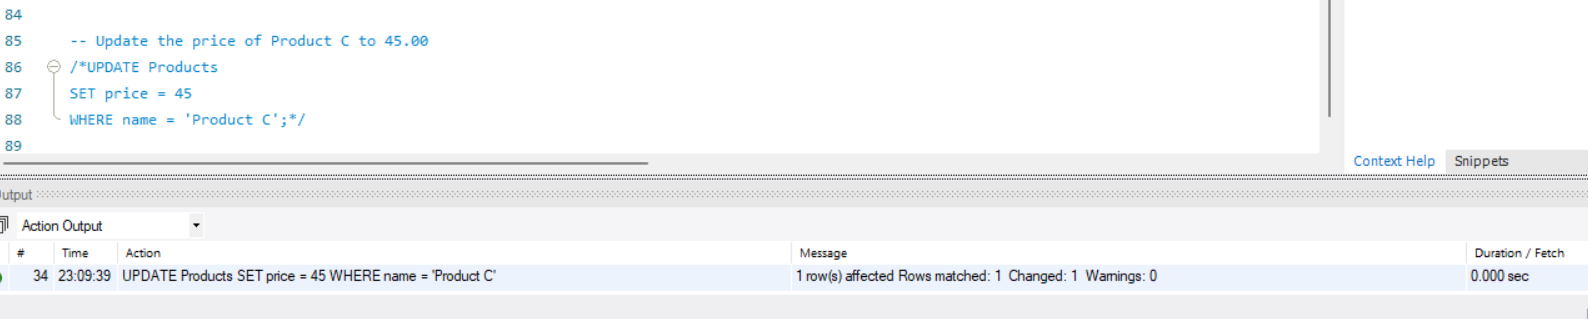 84
85 -- Update the price of Product C to 45.00
86 /*UPDATE Products
87 SET price = 45
88 WHERE name = 'Product C';*/
89
Context Help Snippets
utput
Action Output
# Time Action Message Duration / Fetch
34 23:09:39 UPDATE Products SET price = 45 WHERE name = 'Product C' 1 row(s) affected Rows matched: 1 Changed: 1 Warnings: 0 0.000 sec